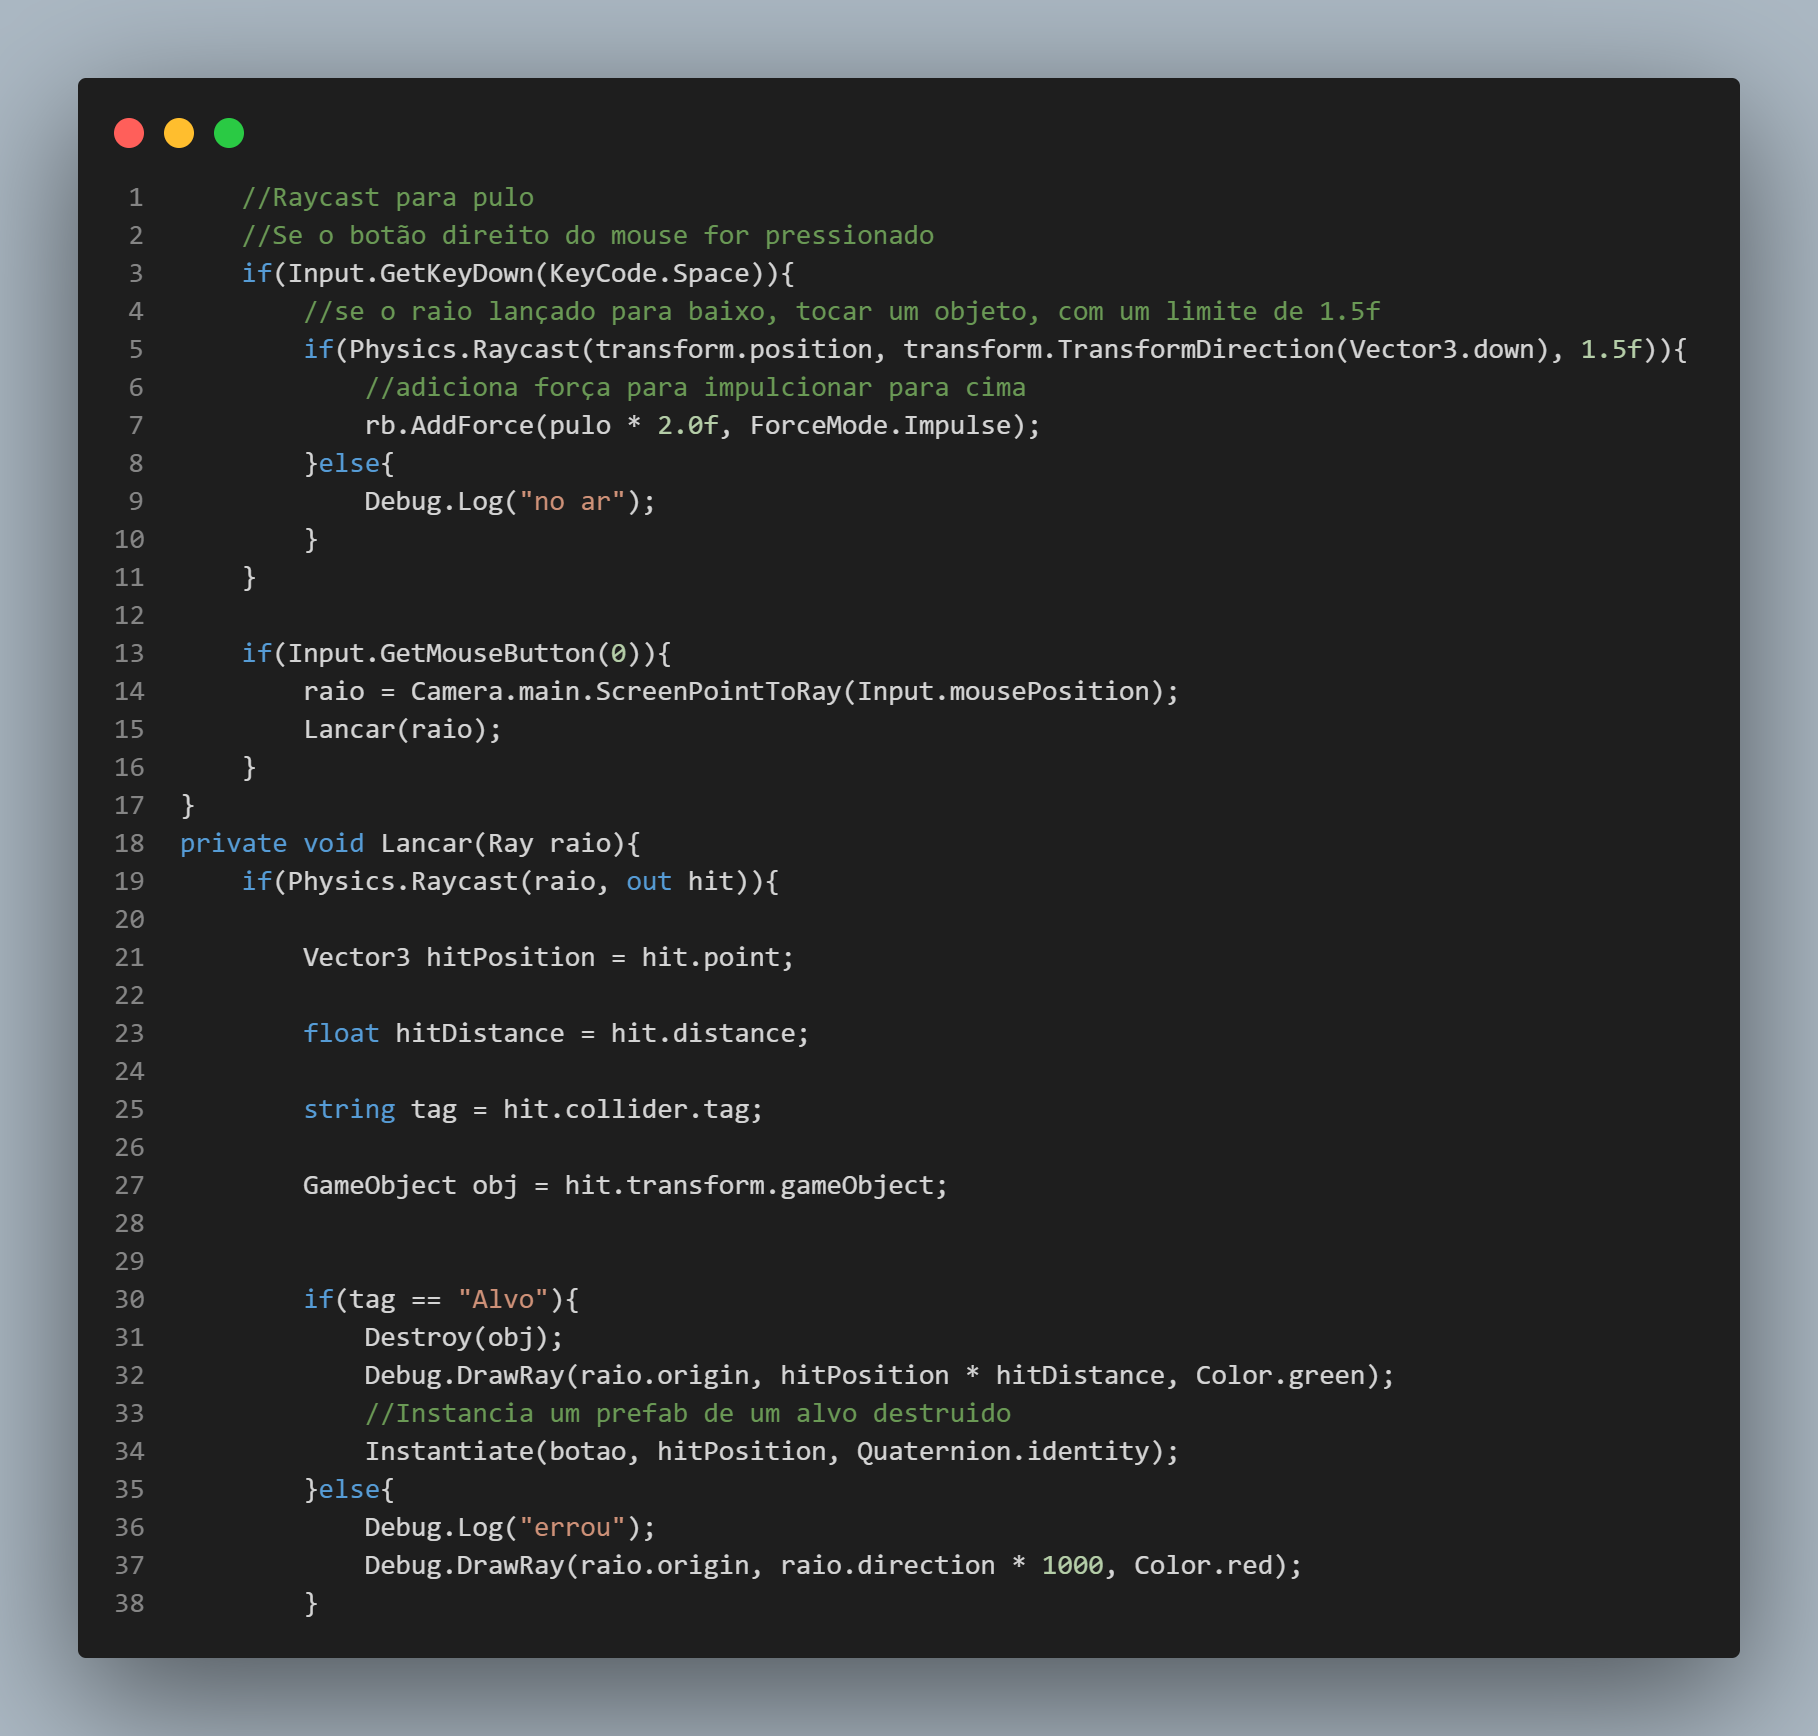 1 //Raycast para pulo
2 //Se o botão direito do mouse for pressionado
3 if(Input.GetKeyDown(KeyCode.Space)){
4 //se o raio lançado para baixo, tocar um objeto, com um limite de 1.5f
5 if(Physics.Raycast(transform.position, transform.TransformDirection(Vector3.down), 1.5f)){
6 //adiciona força para impulcionar para cima
7 rb.AddForce(pulo * 2.0f, ForceMode.Impulse);
8 }else{
9 Debug.Log("no ar");
10 }
11 }
12
13 if(Input.GetMouseButton(0)){
14 raio = Camera.main.ScreenPointToRay(Input.mousePosition);
15 Lancar(raio);
16 }
17 }
18 private void Lancar(Ray raio){
19 if(Physics.Raycast(raio, out hit)){
20
21 Vector3 hitPosition = hit.point;
22
23 float hitDistance = hit.distance;
24
25 string tag = hit.collider.tag;
26
27 GameObject obj = hit.transform.gameObject;
28
29
30 if(tag == "Alvo"){
31 Destroy(obj);
32 Debug.DrawRay(raio.origin, hitPosition * hitDistance, Color.green);
33 //Instancia um prefab de um alvo destruido
34 Instantiate(botao, hitPosition, Quaternion.identity);
35 }else{
36 Debug.Log("errou");
37 Debug.DrawRay(raio.origin, raio.direction * 1000, Color.red);
38 }